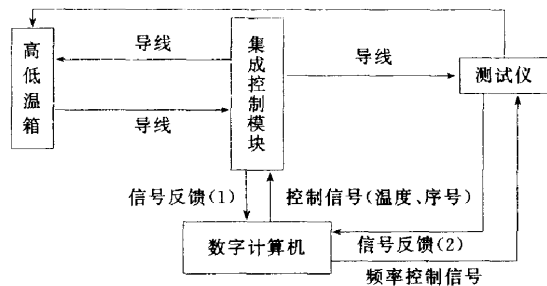 高低温箱
导线
导线
集成控制模块
导线
测试仪
信号反馈(1)
控制信号(温度、序号)
数字计算机
信号反馈(2)
频率控制信号